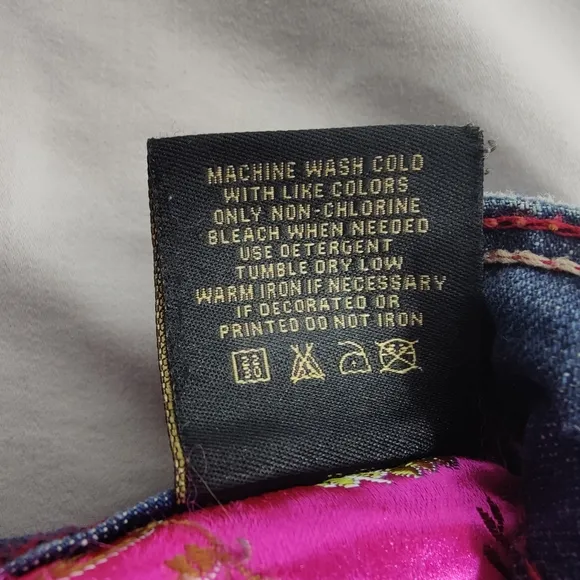 MACHINE WASH COLD
WITH LIKE COLORS
ONLY NON-CHLORINE
BLEACH WHEN NEEDED
USE DETERGENT
TUMBLE DRY LOW
WARM IRON IF NECESSARY
IF DECORATED OR
PRINTED DO NOT IRON